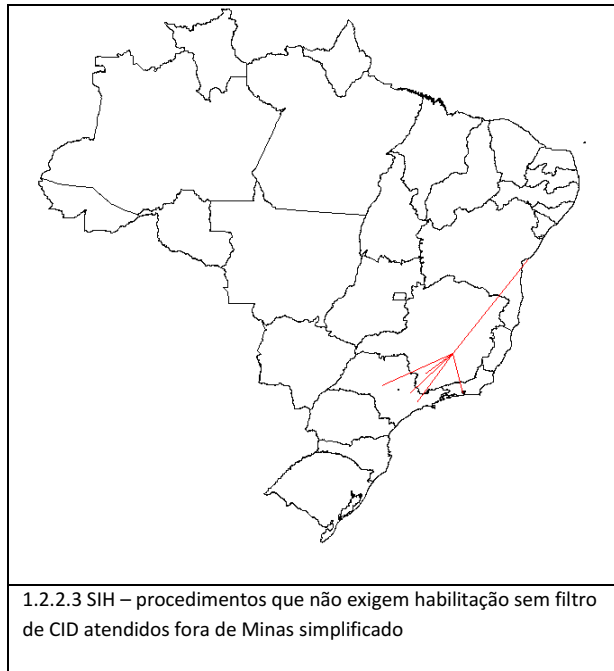 1.2.2.3 SIH – procedimentos que não exigem habilitação sem filtro
de CID atendidos fora de Minas simplificado